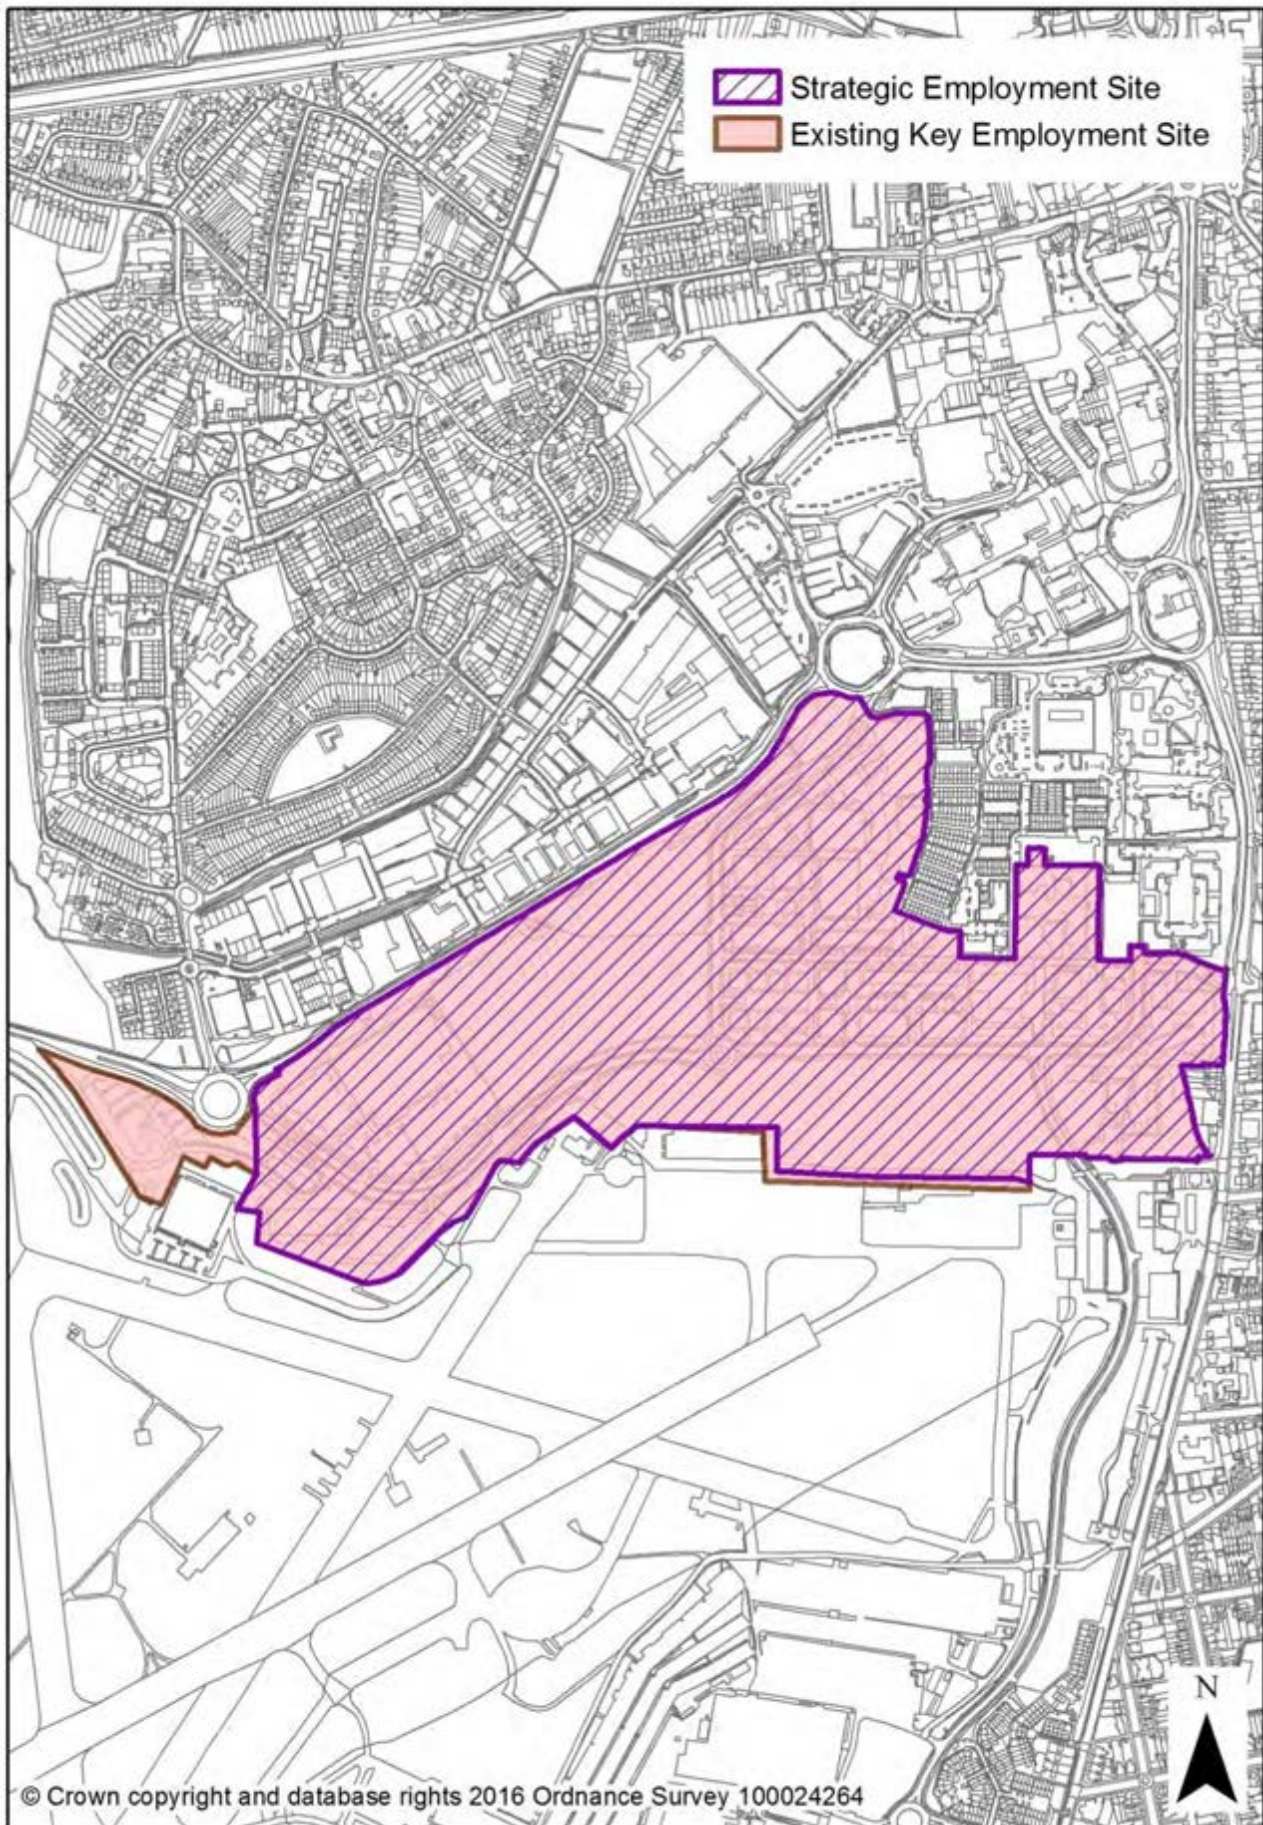 Strategic Employment Site
Existing Key Employment Site
N
© Crown copyright and database rights 2016 Ordnance Survey 100024264